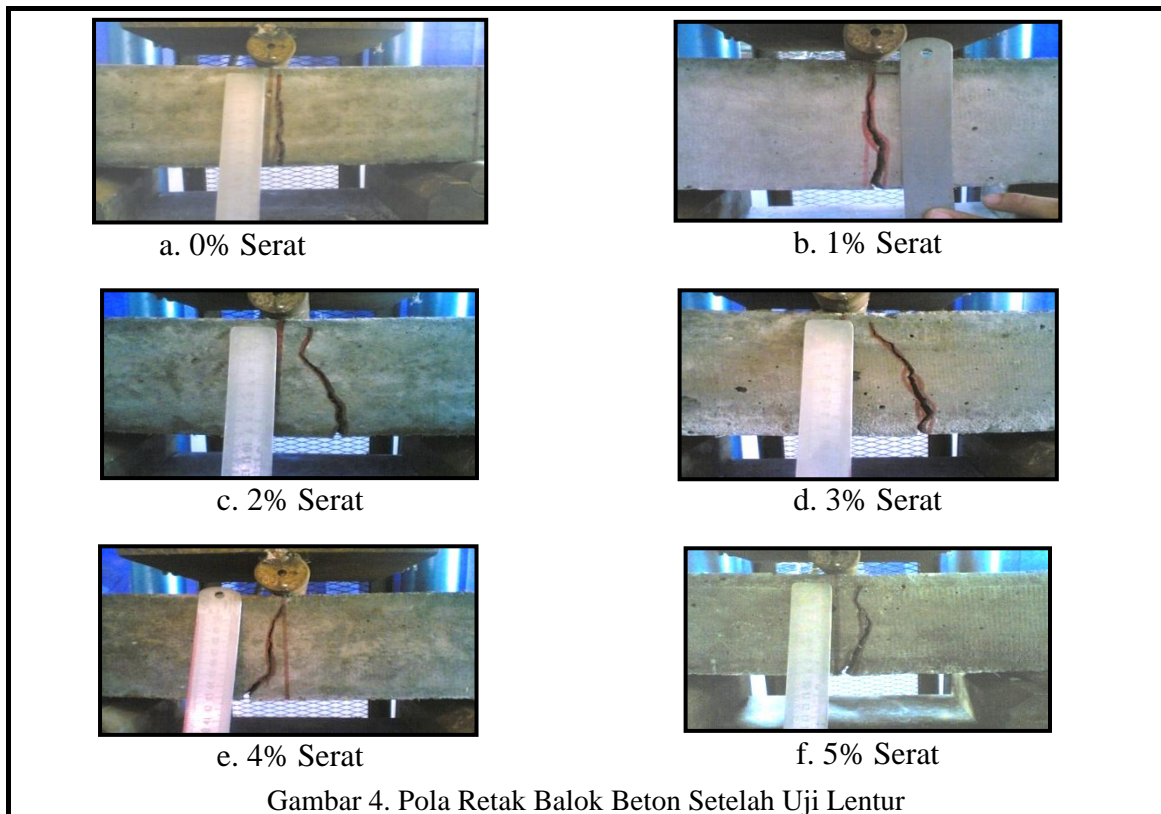 a. 0% Serat
b. 1% Serat
c. 2% Serat
d. 3% Serat
e. 4% Serat
f. 5% Serat
Gambar 4. Pola Retak Balok Beton Setelah Uji Lentur